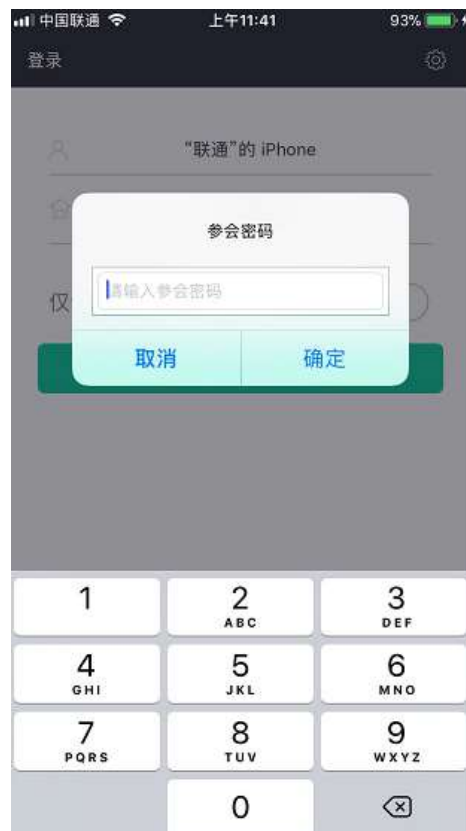 中国联通 上午11:41 93%
登录
“联通”的 iPhone
参会密码
请输入参会密码
仅
取消 确定
1 2 3
ABC DEF
4 5 6
GHI JKL MNO
7 8 9
PQRS TUV WXYZ
0